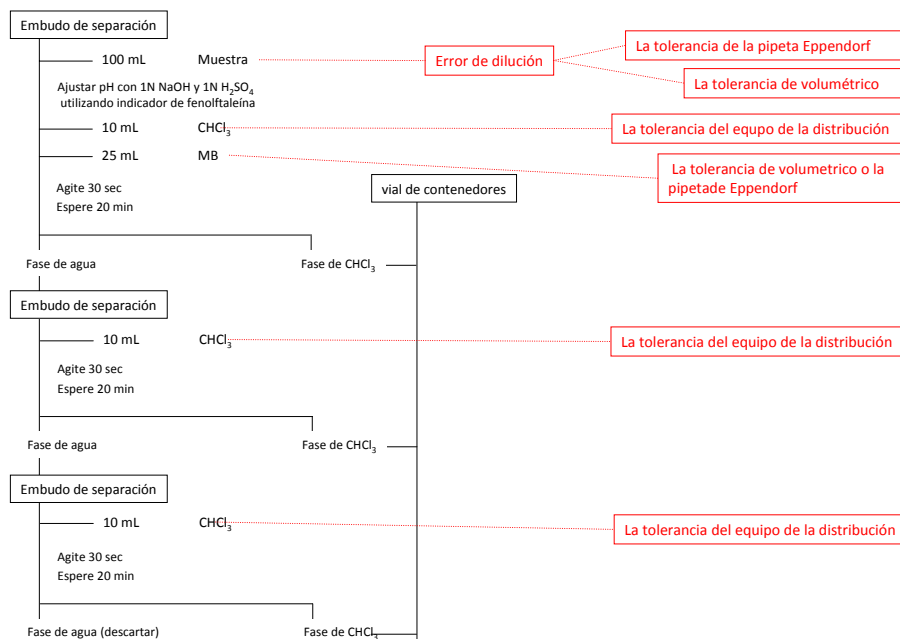 Embudo de separación
100 mL Muestra
Error de dilución
La tolerancia de la pipeta Eppendorf
La tolerancia de volumétrico
Ajustar pH con 1N NaOH y 1N H₂SO₄
utilizando indicador de fenolftaleína
10 mL CHCl₃
La tolerancia del equpo de la distribución
25 mL MB
La tolerancia de volumetrico o la
pipetade Eppendorf
Agite 30 sec
Espere 20 min
vial de contenedores
Fase de agua Fase de CHCl₃
Embudo de separación
10 mL CHCl₃
La tolerancia del equipo de la distribución
Agite 30 sec
Espere 20 min
Fase de agua Fase de CHCl₃
Embudo de separación
10 mL CHCl₃
La tolerancia del equipo de la distribución
Agite 30 sec
Espere 20 min
Fase de agua (descartar) Fase de CHCl₃